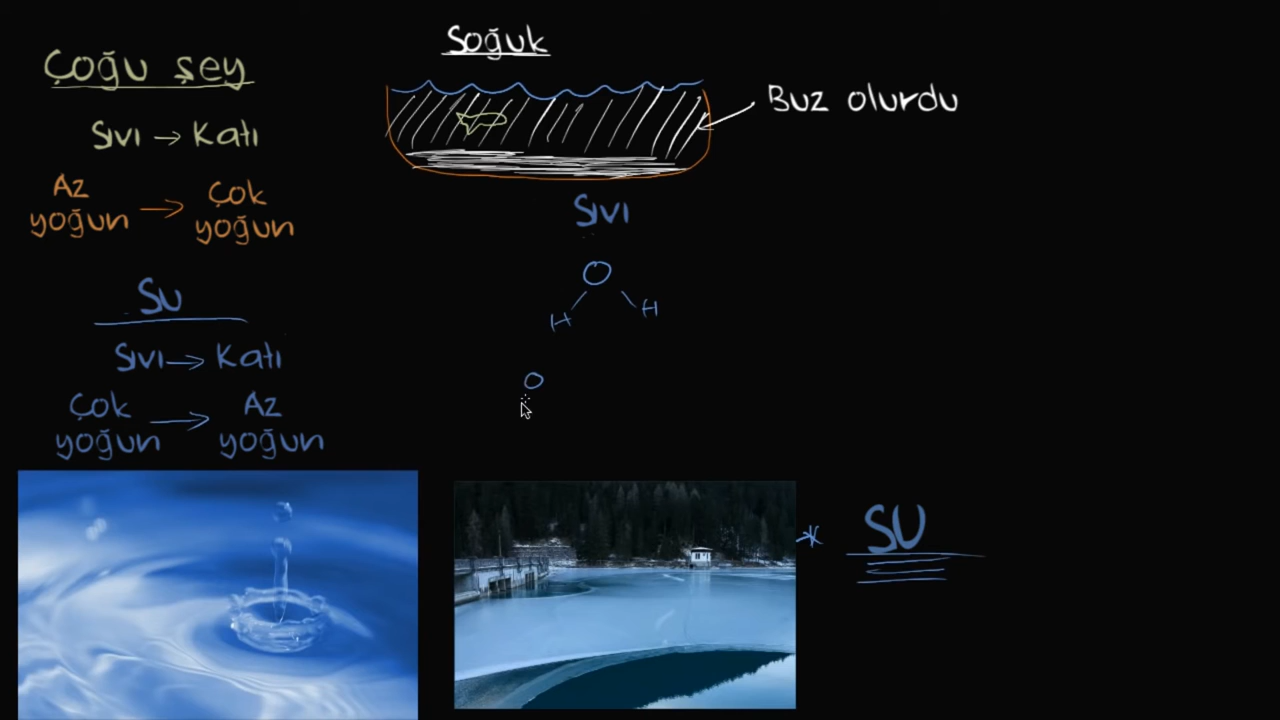 Çoğu şey
Sıvı → Katı
Az yoğun → Çok yoğun
Su
Sıvı → Katı
Çok yoğun → Az yoğun
Soğuk
Buz olurdu
Sıvı
O
H H
O
SU